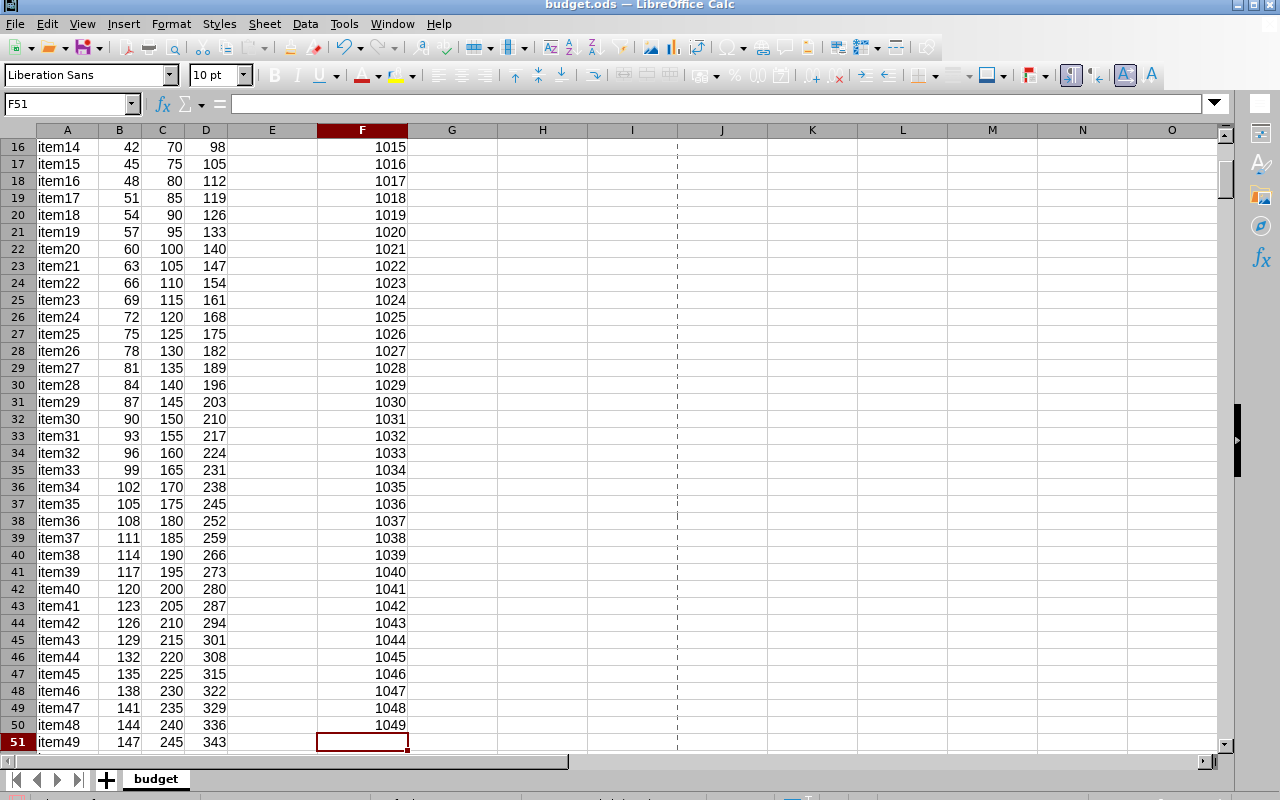 budget.ods — LibreOffice Calc
File Edit View Insert Format Styles Sheet Data Tools Window Help
Liberation Sans 10 pt
F51
A B C D E F G H I J K L M N O
16 item14 42 70 98 1015
17 item15 45 75 105 1016
18 item16 48 80 112 1017
19 item17 51 85 119 1018
20 item18 54 90 126 1019
21 item19 57 95 133 1020
22 item20 60 100 140 1021
23 item21 63 105 147 1022
24 item22 66 110 154 1023
25 item23 69 115 161 1024
26 item24 72 120 168 1025
27 item25 75 125 175 1026
28 item26 78 130 182 1027
29 item27 81 135 189 1028
30 item28 84 140 196 1029
31 item29 87 145 203 1030
32 item30 90 150 210 1031
33 item31 93 155 217 1032
34 item32 96 160 224 1033
35 item33 99 165 231 1034
36 item34 102 170 238 1035
37 item35 105 175 245 1036
38 item36 108 180 252 1037
39 item37 111 185 259 1038
40 item38 114 190 266 1039
41 item39 117 195 273 1040
42 item40 120 200 280 1041
43 item41 123 205 287 1042
44 item42 126 210 294 1043
45 item43 129 215 301 1044
46 item44 132 220 308 1045
47 item45 135 225 315 1046
48 item46 138 230 322 1047
49 item47 141 235 329 1048
50 item48 144 240 336 1049
51 item49 147 245 343
budget